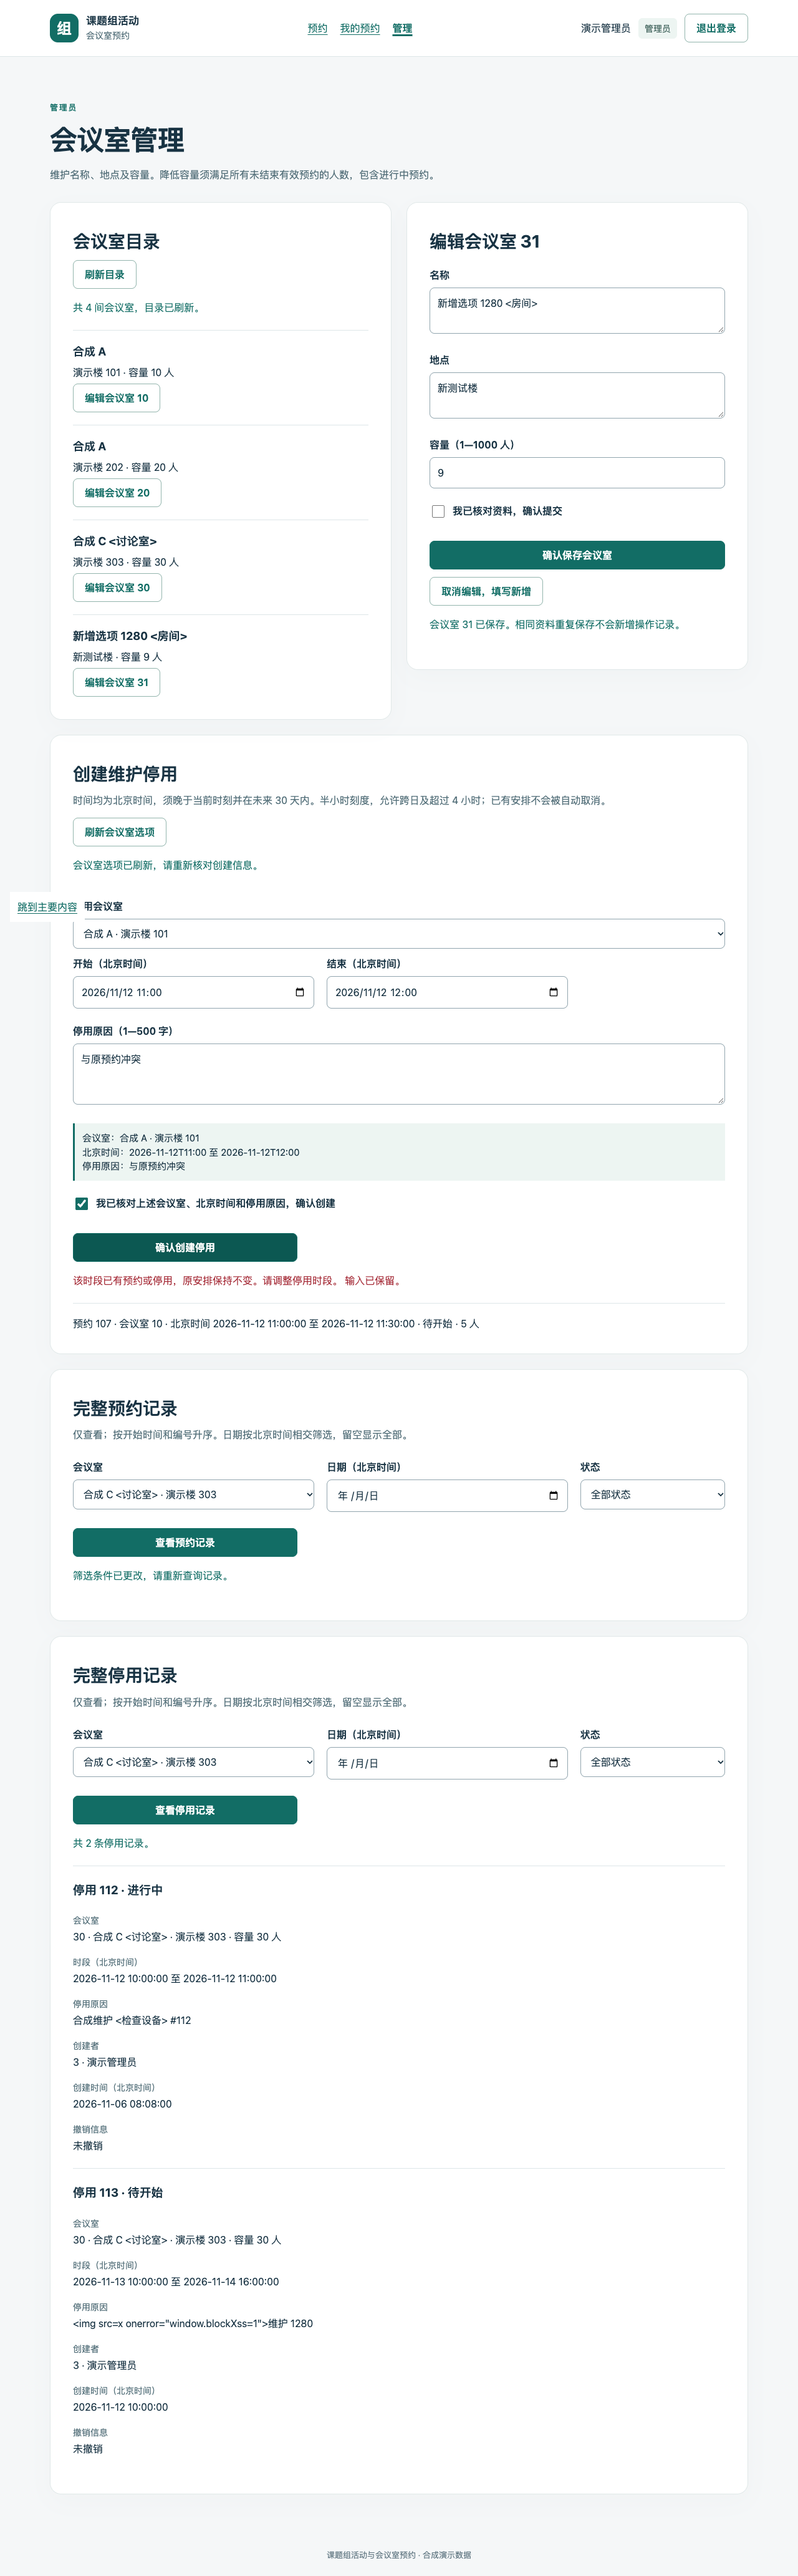 组
课题组活动
会议室预约
预约 我的预约 管理
演示管理员 管理员 退出登录
管理员
会议室管理
维护名称、地点及容量。降低容量须满足所有未结束有效预约的人数，包含进行中预约。
会议室目录
刷新目录
共 4 间会议室，目录已刷新。
合成 A
演示楼 101 · 容量 10 人
编辑会议室 10
合成 A
演示楼 202 · 容量 20 人
编辑会议室 20
合成 C <讨论室>
演示楼 303 · 容量 30 人
编辑会议室 30
新增选项 1280 <房间>
新测试楼 · 容量 9 人
编辑会议室 31
编辑会议室 31
名称
新增选项 1280 <房间>
地点
新测试楼
容量（1—1000 人）
9
我已核对资料，确认提交
确认保存会议室
取消编辑，填写新增
会议室 31 已保存。相同资料重复保存不会新增操作记录。
创建维护停用
时间均为北京时间，须晚于当前时刻并在未来 30 天内。半小时刻度，允许跨日及超过 4 小时；已有安排不会被自动取消。
刷新会议室选项
会议室选项已刷新，请重新核对创建信息。
跳到主要内容
用会议室
合成 A · 演示楼 101
开始（北京时间） 结束（北京时间）
2026/11/12 11:00 2026/11/12 12:00
停用原因（1—500 字）
与原预约冲突
会议室：合成 A · 演示楼 101
北京时间：2026-11-12T11:00 至 2026-11-12T12:00
停用原因：与原预约冲突
我已核对上述会议室、北京时间和停用原因，确认创建
确认创建停用
该时段已有预约或停用，原安排保持不变。请调整停用时段。 输入已保留。
预约 107 · 会议室 10 · 北京时间 2026-11-12 11:00:00 至 2026-11-12 11:30:00 · 待开始 · 5 人
完整预约记录
仅查看；按开始时间和编号升序。日期按北京时间相交筛选，留空显示全部。
会议室 日期（北京时间） 状态
合成 C <讨论室> · 演示楼 303 年 /月/日 全部状态
查看预约记录
筛选条件已更改，请重新查询记录。
完整停用记录
仅查看；按开始时间和编号升序。日期按北京时间相交筛选，留空显示全部。
会议室 日期（北京时间） 状态
合成 C <讨论室> · 演示楼 303 年 /月/日 全部状态
查看停用记录
共 2 条停用记录。
停用 112 · 进行中
会议室
30 · 合成 C <讨论室> · 演示楼 303 · 容量 30 人
时段（北京时间）
2026-11-12 10:00:00 至 2026-11-12 11:00:00
停用原因
合成维护 <检查设备> #112
创建者
3 · 演示管理员
创建时间（北京时间）
2026-11-06 08:08:00
撤销信息
未撤销
停用 113 · 待开始
会议室
30 · 合成 C <讨论室> · 演示楼 303 · 容量 30 人
时段（北京时间）
2026-11-13 10:00:00 至 2026-11-14 16:00:00
停用原因
<img src=x onerror="window.blockXss=1">维护 1280
创建者
3 · 演示管理员
创建时间（北京时间）
2026-11-12 10:00:00
撤销信息
未撤销
课题组活动与会议室预约 · 合成演示数据